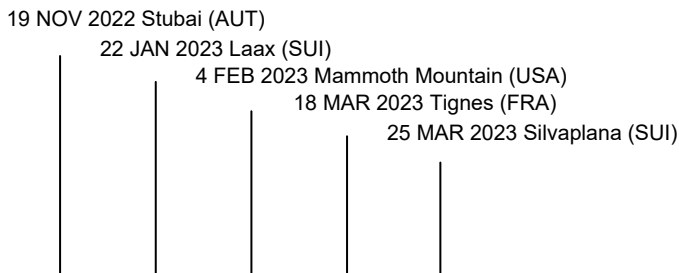 19 NOV 2022 Stubai (AUT)
22 JAN 2023 Laax (SUI)
4 FEB 2023 Mammoth Mountain (USA)
18 MAR 2023 Tignes (FRA)
25 MAR 2023 Silvaplana (SUI)